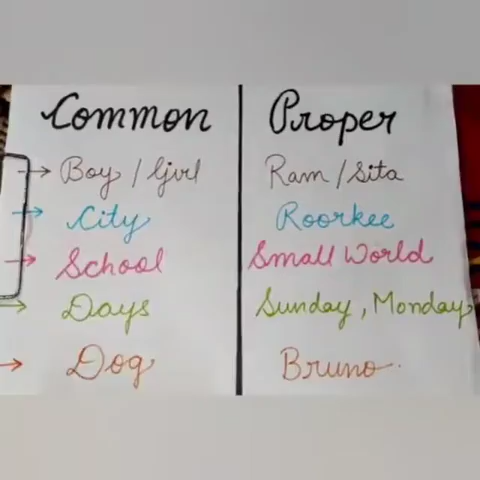 Common Proper
Boy / Girl Ram / Sita
City Roorkee
School Small World
Days Sunday, Monday
Dog Bruno.